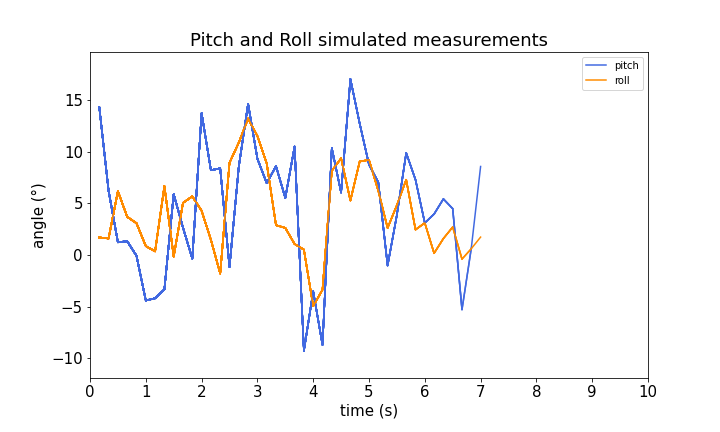 Pitch and Roll simulated measurements
pitch
roll
angle (°)
15
10
5
0
−5
−10
0 1 2 3 4 5 6 7 8 9 10
time (s)